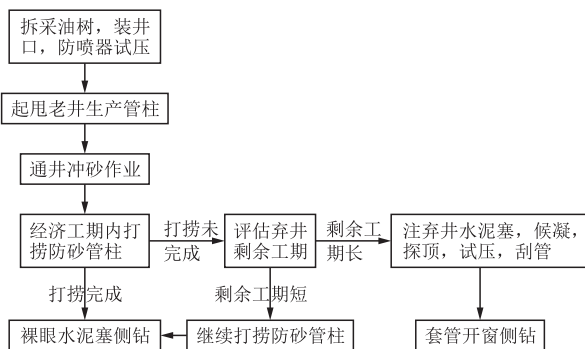 拆采油树，装井
口，防喷器试压
起甩老井生产管柱
通井冲砂作业
经济工期内打
捞防砂管柱
打捞未
完成
评估弃井
剩余工期
剩余工
期长
注弃井水泥塞，候凝，
探顶，试压，刮管
打捞完成
剩余工期短
裸眼水泥塞侧钻
继续打捞防砂管柱
套管开窗侧钻